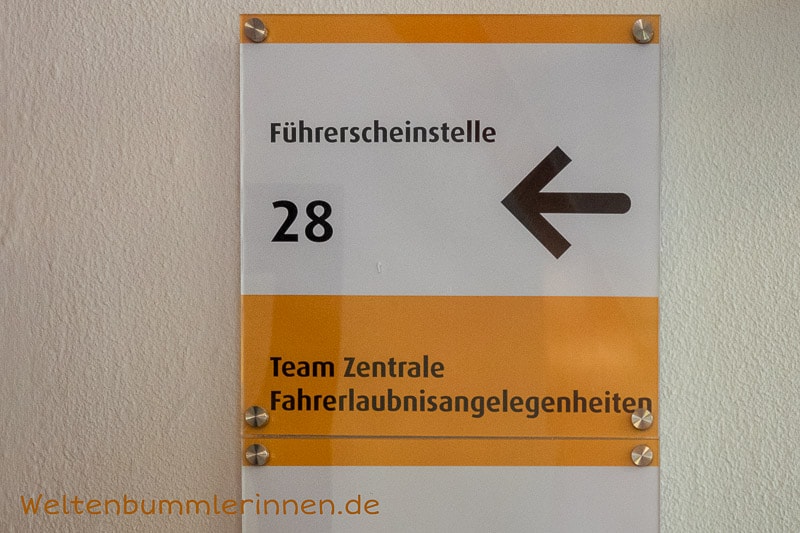 Führerscheinstelle
28
Team Zentrale
Fahrerlaubnisangelegenheiten
Weltenbummlerinnen.de